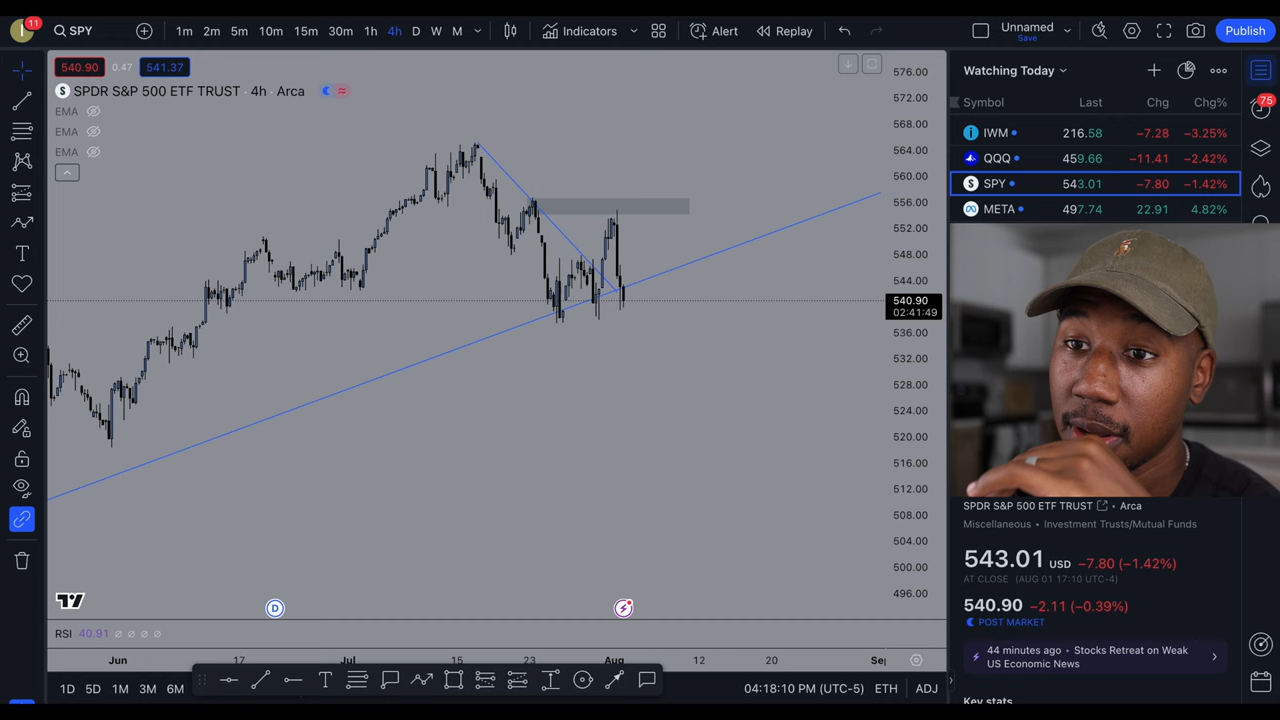 I 11 SPY 1m 2m 5m 10m 15m 30m 1h 4h D W M Indicators Alert Replay Unnamed Save Publish
540.90 0.47 541.37
S SPDR S&P 500 ETF TRUST · 4h · Arca
EMA
EMA
EMA
576.00
572.00
568.00
564.00
560.00
556.00
552.00
548.00
544.00
540.90
02:41:49
536.00
532.00
528.00
524.00
520.00
516.00
512.00
508.00
504.00
500.00
496.00
D
RSI 40.91 ∅ ∅ ∅ ∅
Jun 17 Jul 15 23 Aug 12 20 Sep
1D 5D 1M 3M 6M 04:18:10 PM (UTC-5) ETH ADJ
Watching Today
75
Symbol Last Chg Chg%
IWM 216.58 −7.28 −3.25%
QQQ 459.66 −11.41 −2.42%
S SPY 543.01 −7.80 −1.42%
META 497.74 22.91 4.82%
SPDR S&P 500 ETF TRUST • Arca
Miscellaneous • Investment Trusts/Mutual Funds
543.01 USD −7.80 (−1.42%)
AT CLOSE (AUG 01 17:10 UTC-4)
540.90 −2.11 (−0.39%)
POST MARKET
44 minutes ago • Stocks Retreat on Weak
US Economic News
Key stats